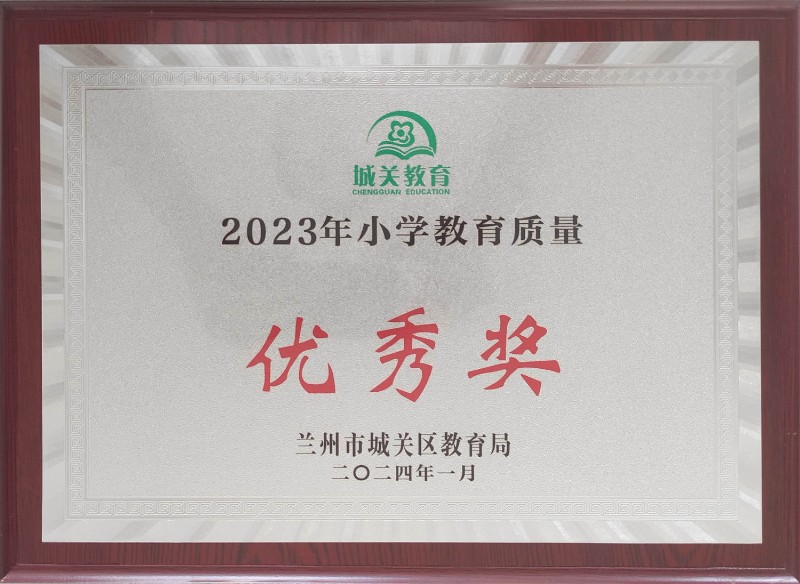 城关教育
CHENGGUAN EDUCATION
2023年小学教育质量
优秀奖
兰州市城关区教育局
二〇二四年一月